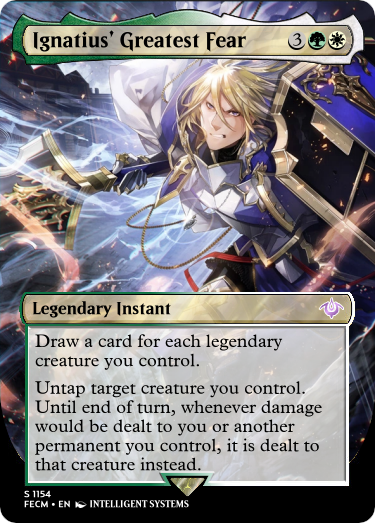 Ignatius' Greatest Fear 3
Legendary Instant
Draw a card for each legendary
creature you control.
Untap target creature you control.
Until end of turn, whenever damage
would be dealt to you or another
permanent you control, it is dealt to
that creature instead.
S 1154
FECM • EN INTELLIGENT SYSTEMS